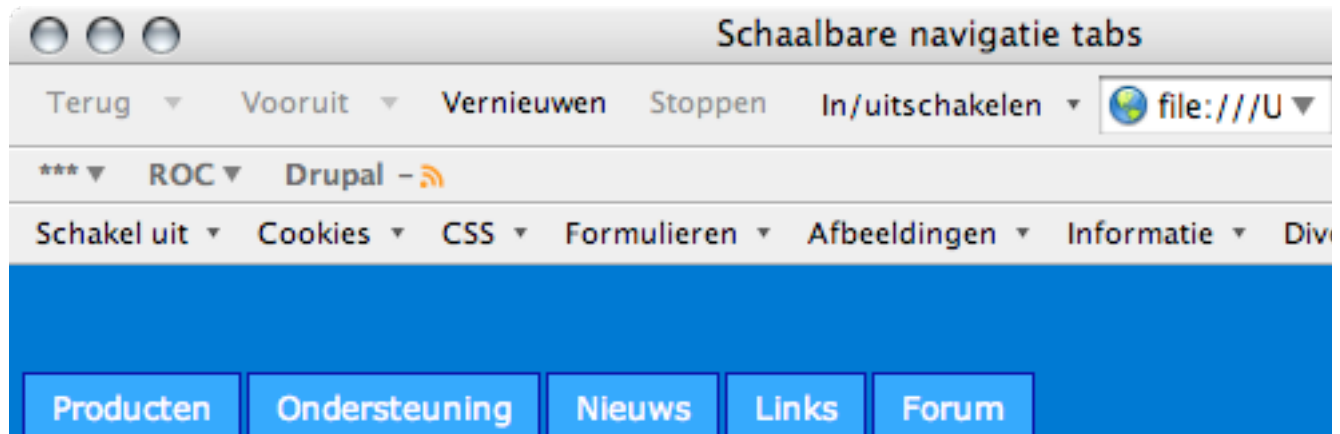 Schaalbare navigatie tabs
Terug Vooruit Vernieuwen Stoppen In/uitschakelen file:///U
*** ROC Drupal –
Schakel uit Cookies CSS Formulieren Afbeeldingen Informatie Div
Producten Ondersteuning Nieuws Links Forum